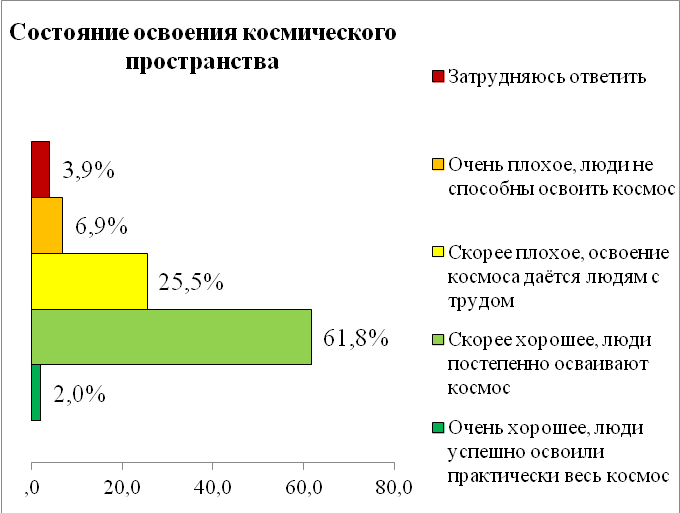 Состояние освоения космического
пространства
3,9%
6,9%
25,5%
61,8%
2,0%
,0
20,0
40,0
60,0
80,0
Затрудняюсь ответить
Очень плохое, люди не
способны освоить космос
Скорее плохое, освоение
космоса даётся людям с
трудом
Скорее хорошее, люди
постепенно осваивают
космос
Очень хорошее, люди
успешно освоили
практически весь космос